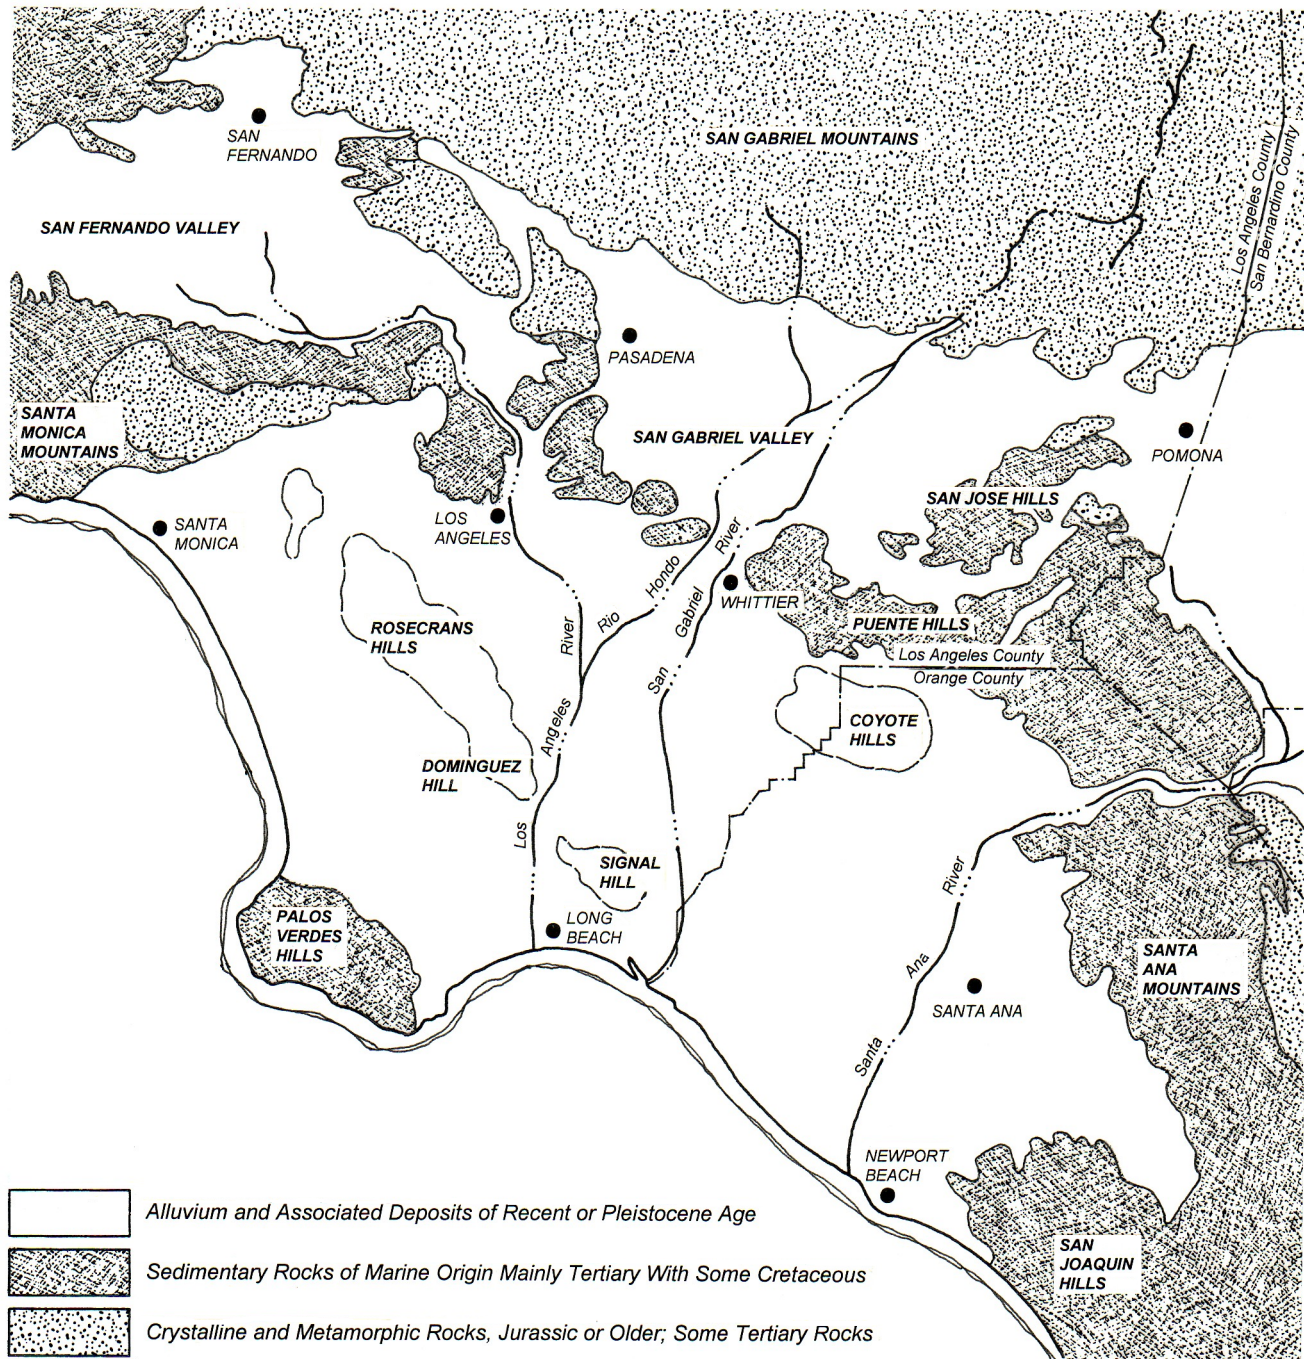 SAN
FERNANDO
SAN GABRIEL MOUNTAINS
Los Angeles County
San Bernardino County
SAN FERNANDO VALLEY
PASADENA
SANTA
MONICA
MOUNTAINS
SAN GABRIEL VALLEY
POMONA
SAN JOSE HILLS
SANTA
MONICA
LOS
ANGELES
WHITTIER
PUENTE HILLS
ROSECRANS
HILLS
Rio Hondo
San Gabriel River
Los Angeles River
Los Angeles County
Orange County
COYOTE
HILLS
DOMINGUEZ
HILL
SIGNAL
HILL
LONG
BEACH
PALOS
VERDES
HILLS
Santa Ana River
SANTA
ANA
MOUNTAINS
SANTA ANA
NEWPORT
BEACH
SAN
JOAQUIN
HILLS
Alluvium and Associated Deposits of Recent or Pleistocene Age
Sedimentary Rocks of Marine Origin Mainly Tertiary With Some Cretaceous
Crystalline and Metamorphic Rocks, Jurassic or Older; Some Tertiary Rocks